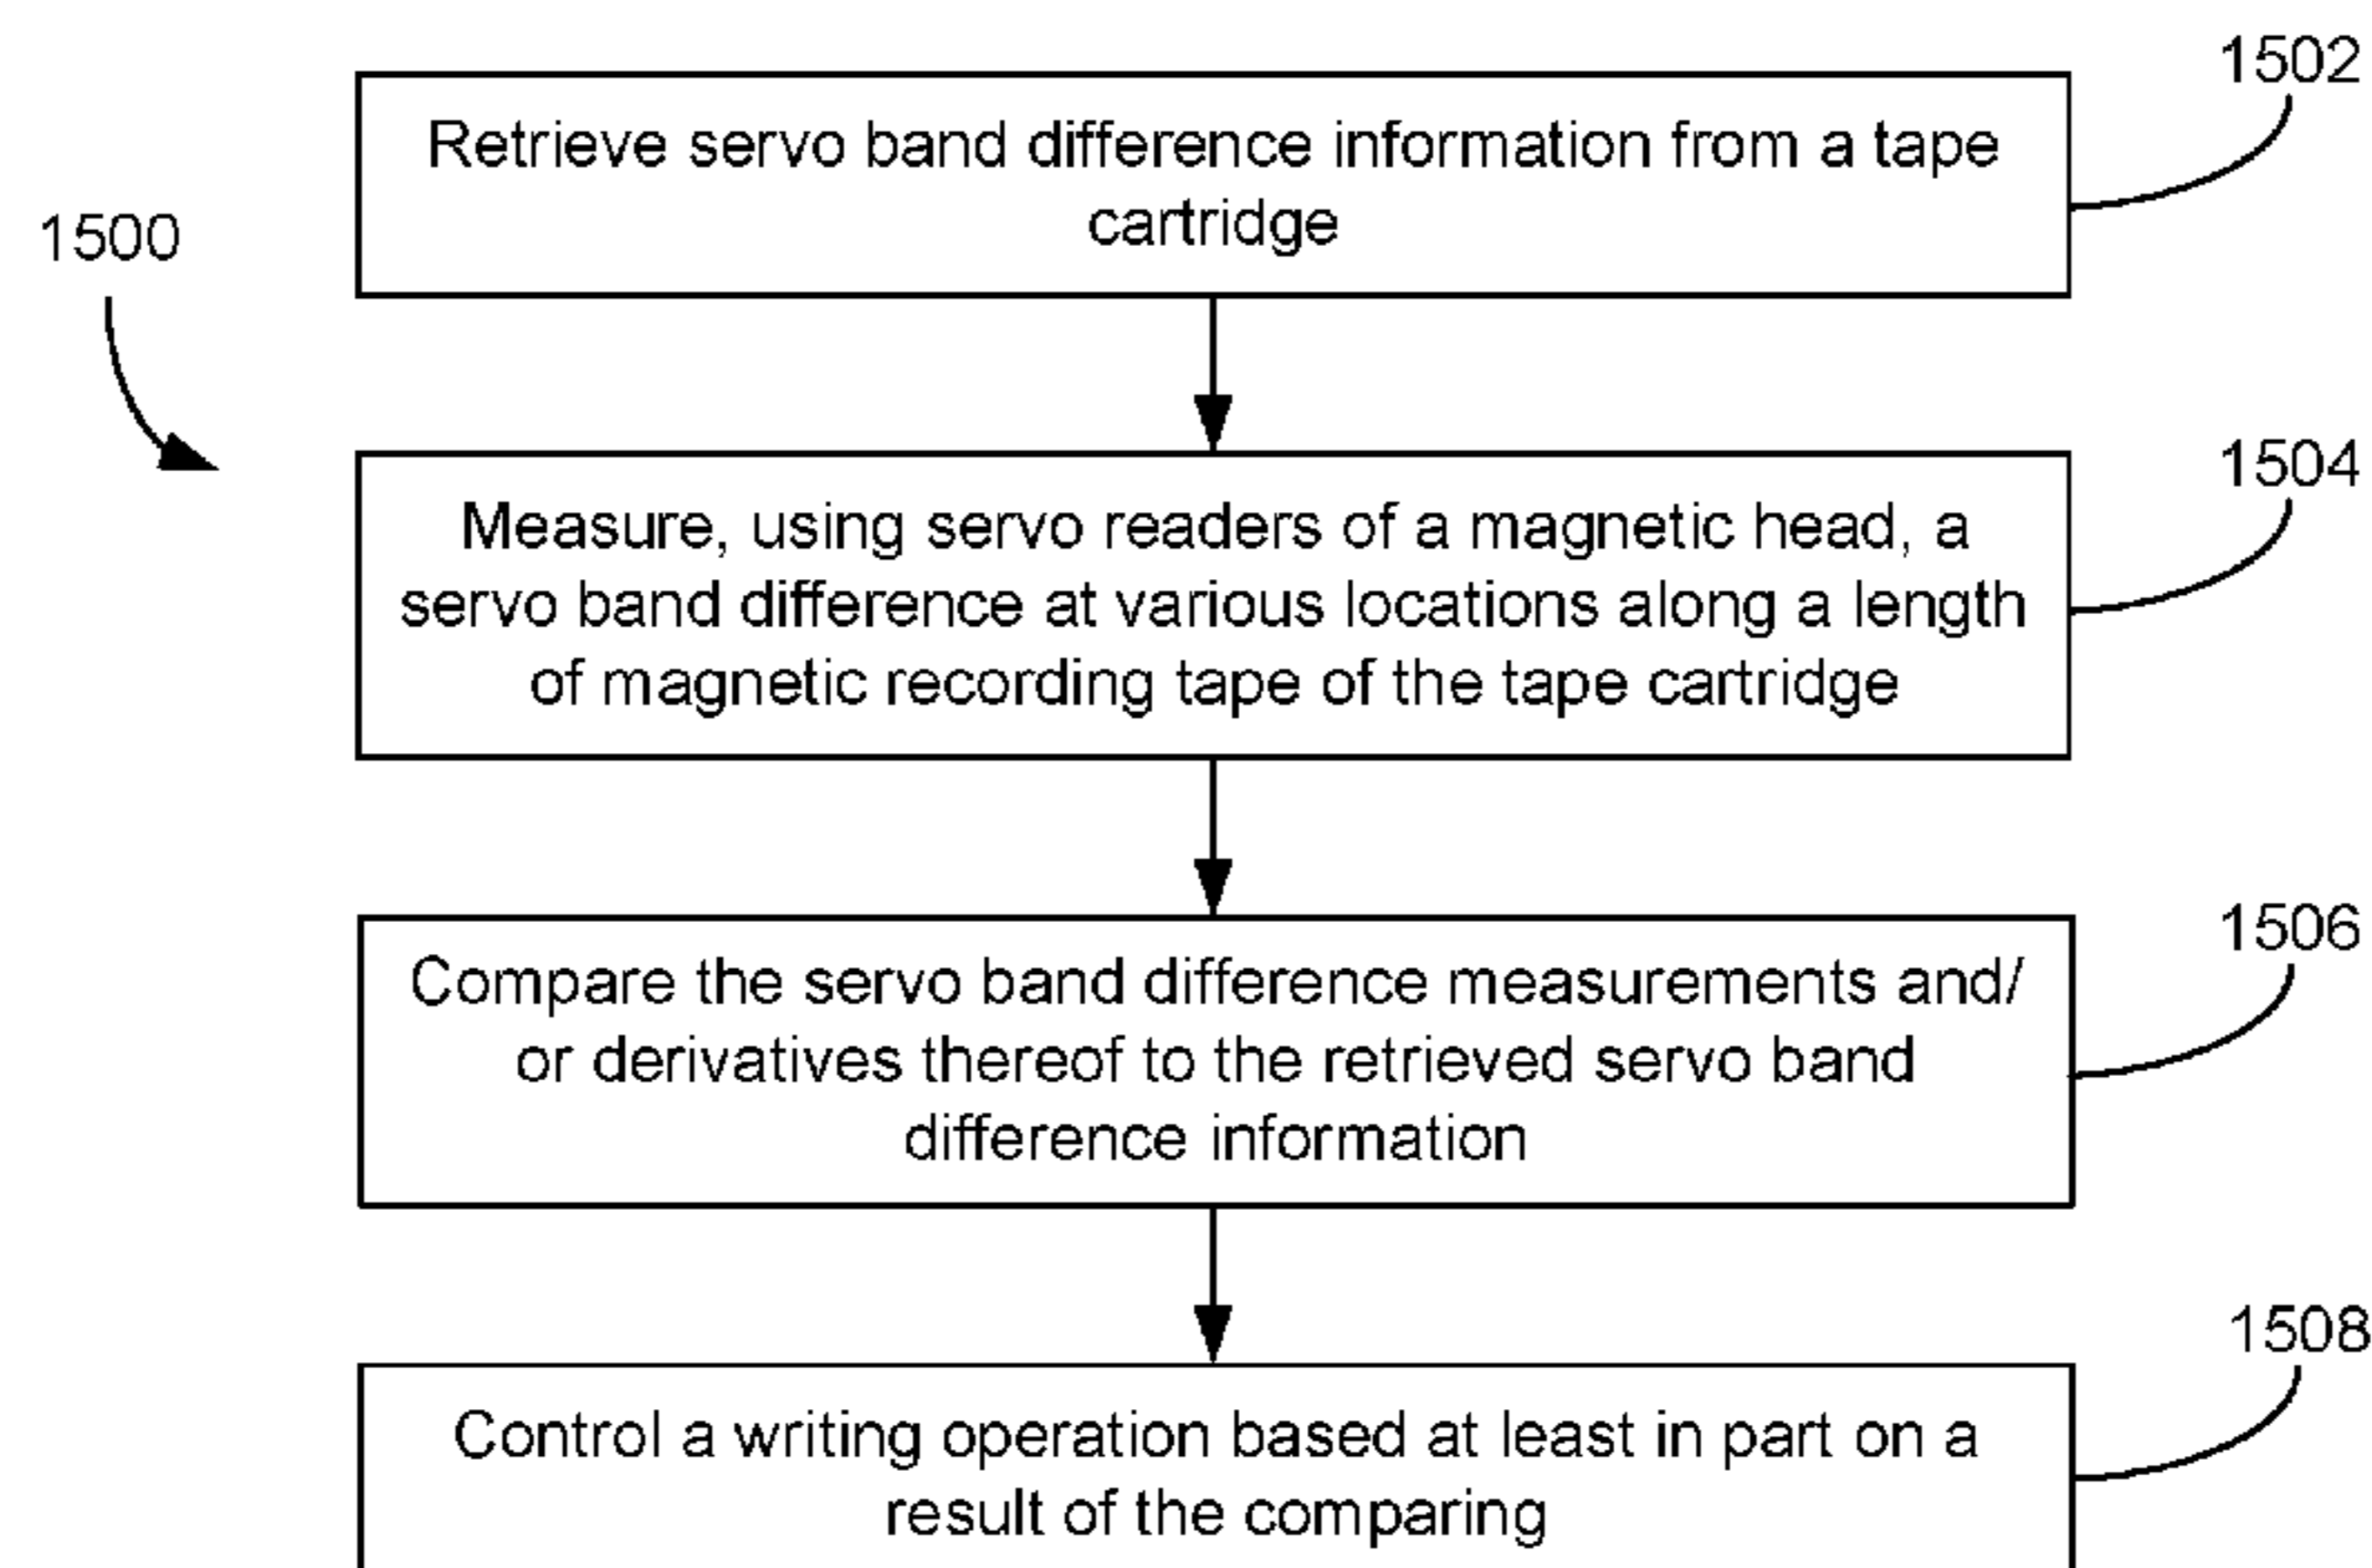 1502
Retrieve servo band difference information from a tape
cartridge
1500
1504
Measure, using servo readers of a magnetic head, a
servo band difference at various locations along a length
of magnetic recording tape of the tape cartridge
1506
Compare the servo band difference measurements and/
or derivatives thereof to the retrieved servo band
difference information
1508
Control a writing operation based at least in part on a
result of the comparing